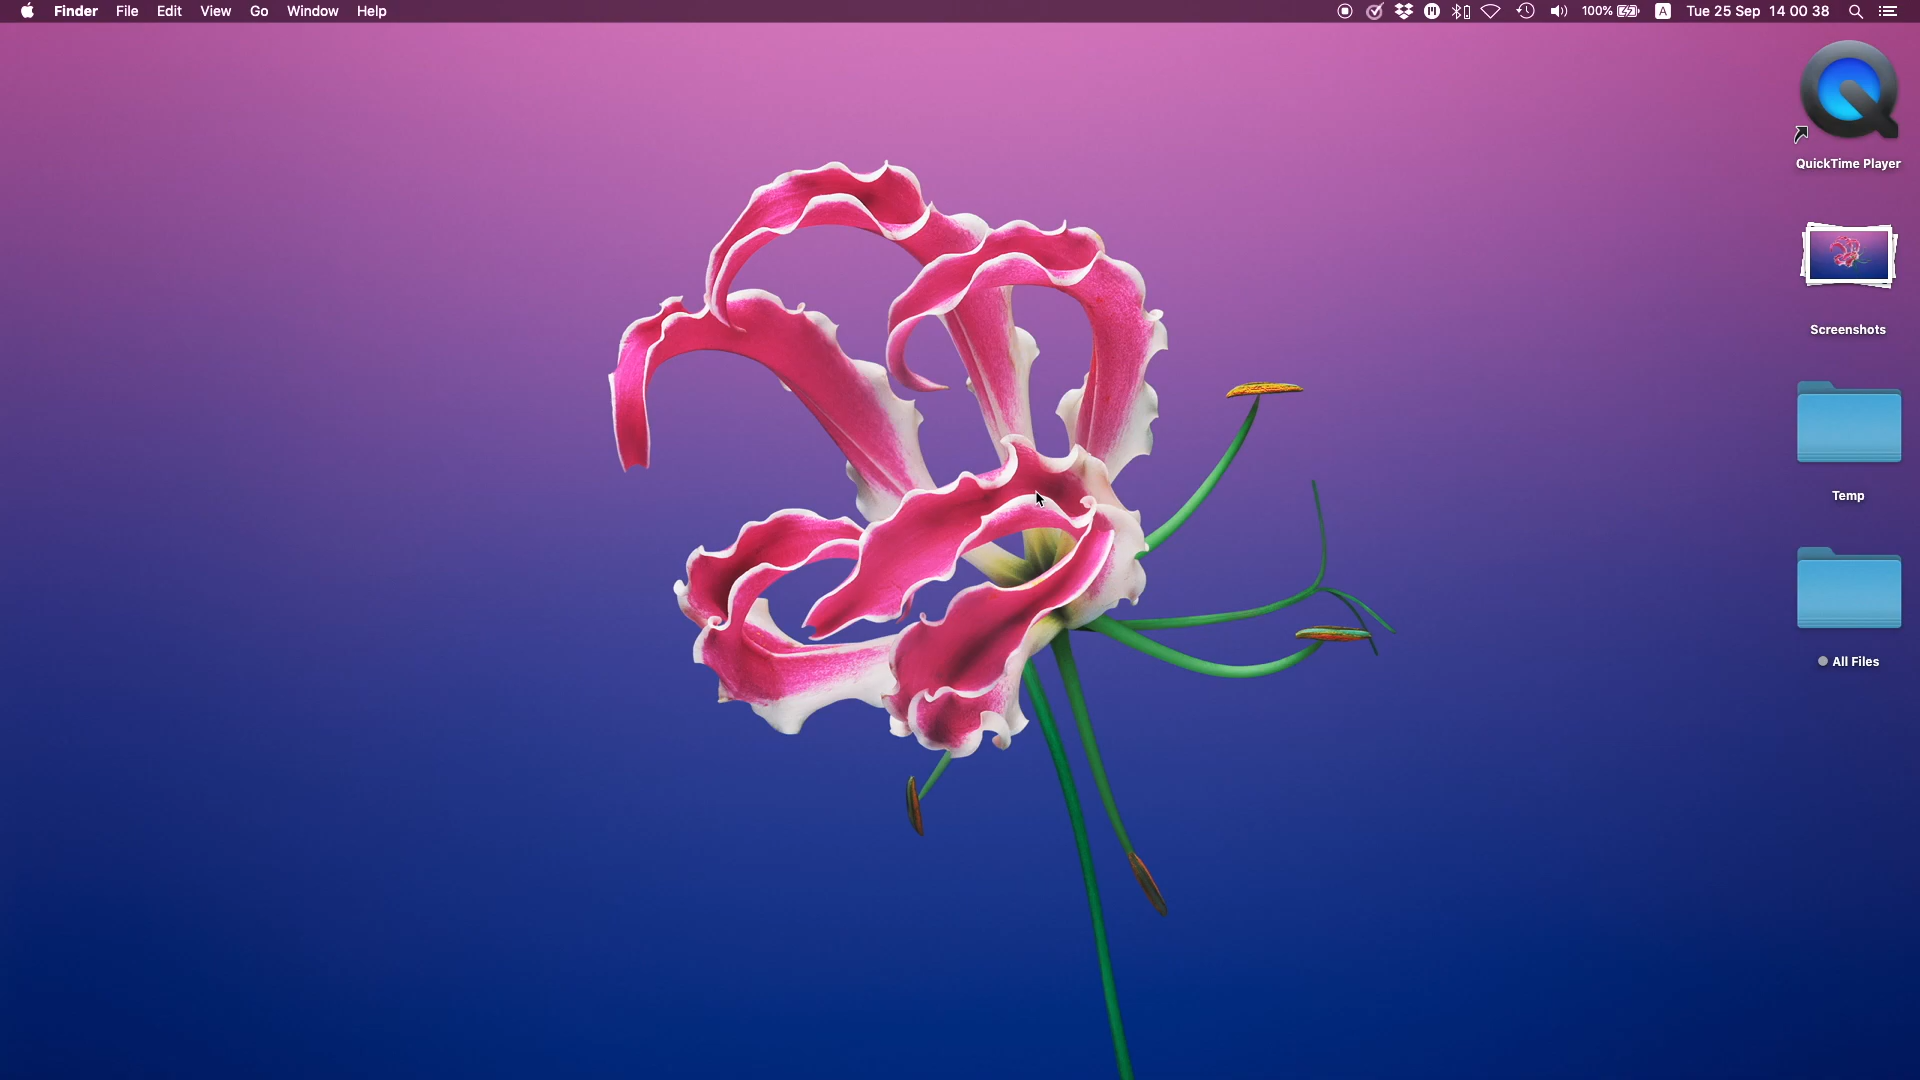 Finder File Edit View Go Window Help 100% A Tue 25 Sep 14 00 38
QuickTime Player
Screenshots
Temp
All Files